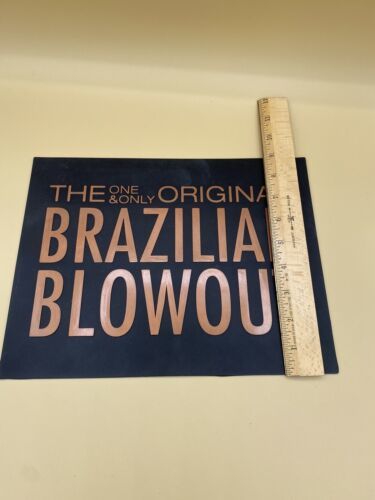 THE ONE &ONLY ORIGINA
BRAZILIA
BLOWOU